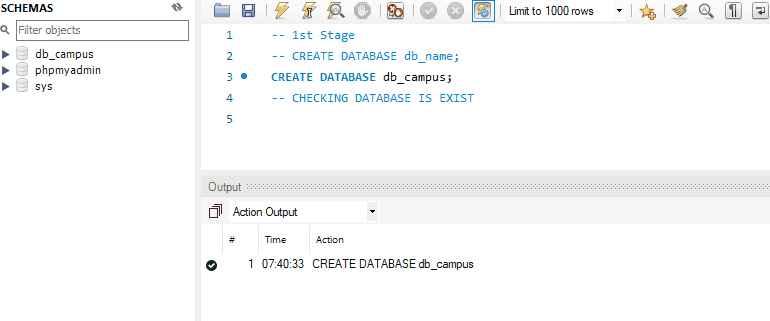 SCHEMAS
Filter objects
db_campus
phpmyadmin
sys
Limit to 1000 rows
1 -- 1st Stage
2 -- CREATE DATABASE db_name;
3 CREATE DATABASE db_campus;
4 -- CHECKING DATABASE IS EXIST
5
Output
Action Output
# Time Action
1 07:40:33 CREATE DATABASE db_campus